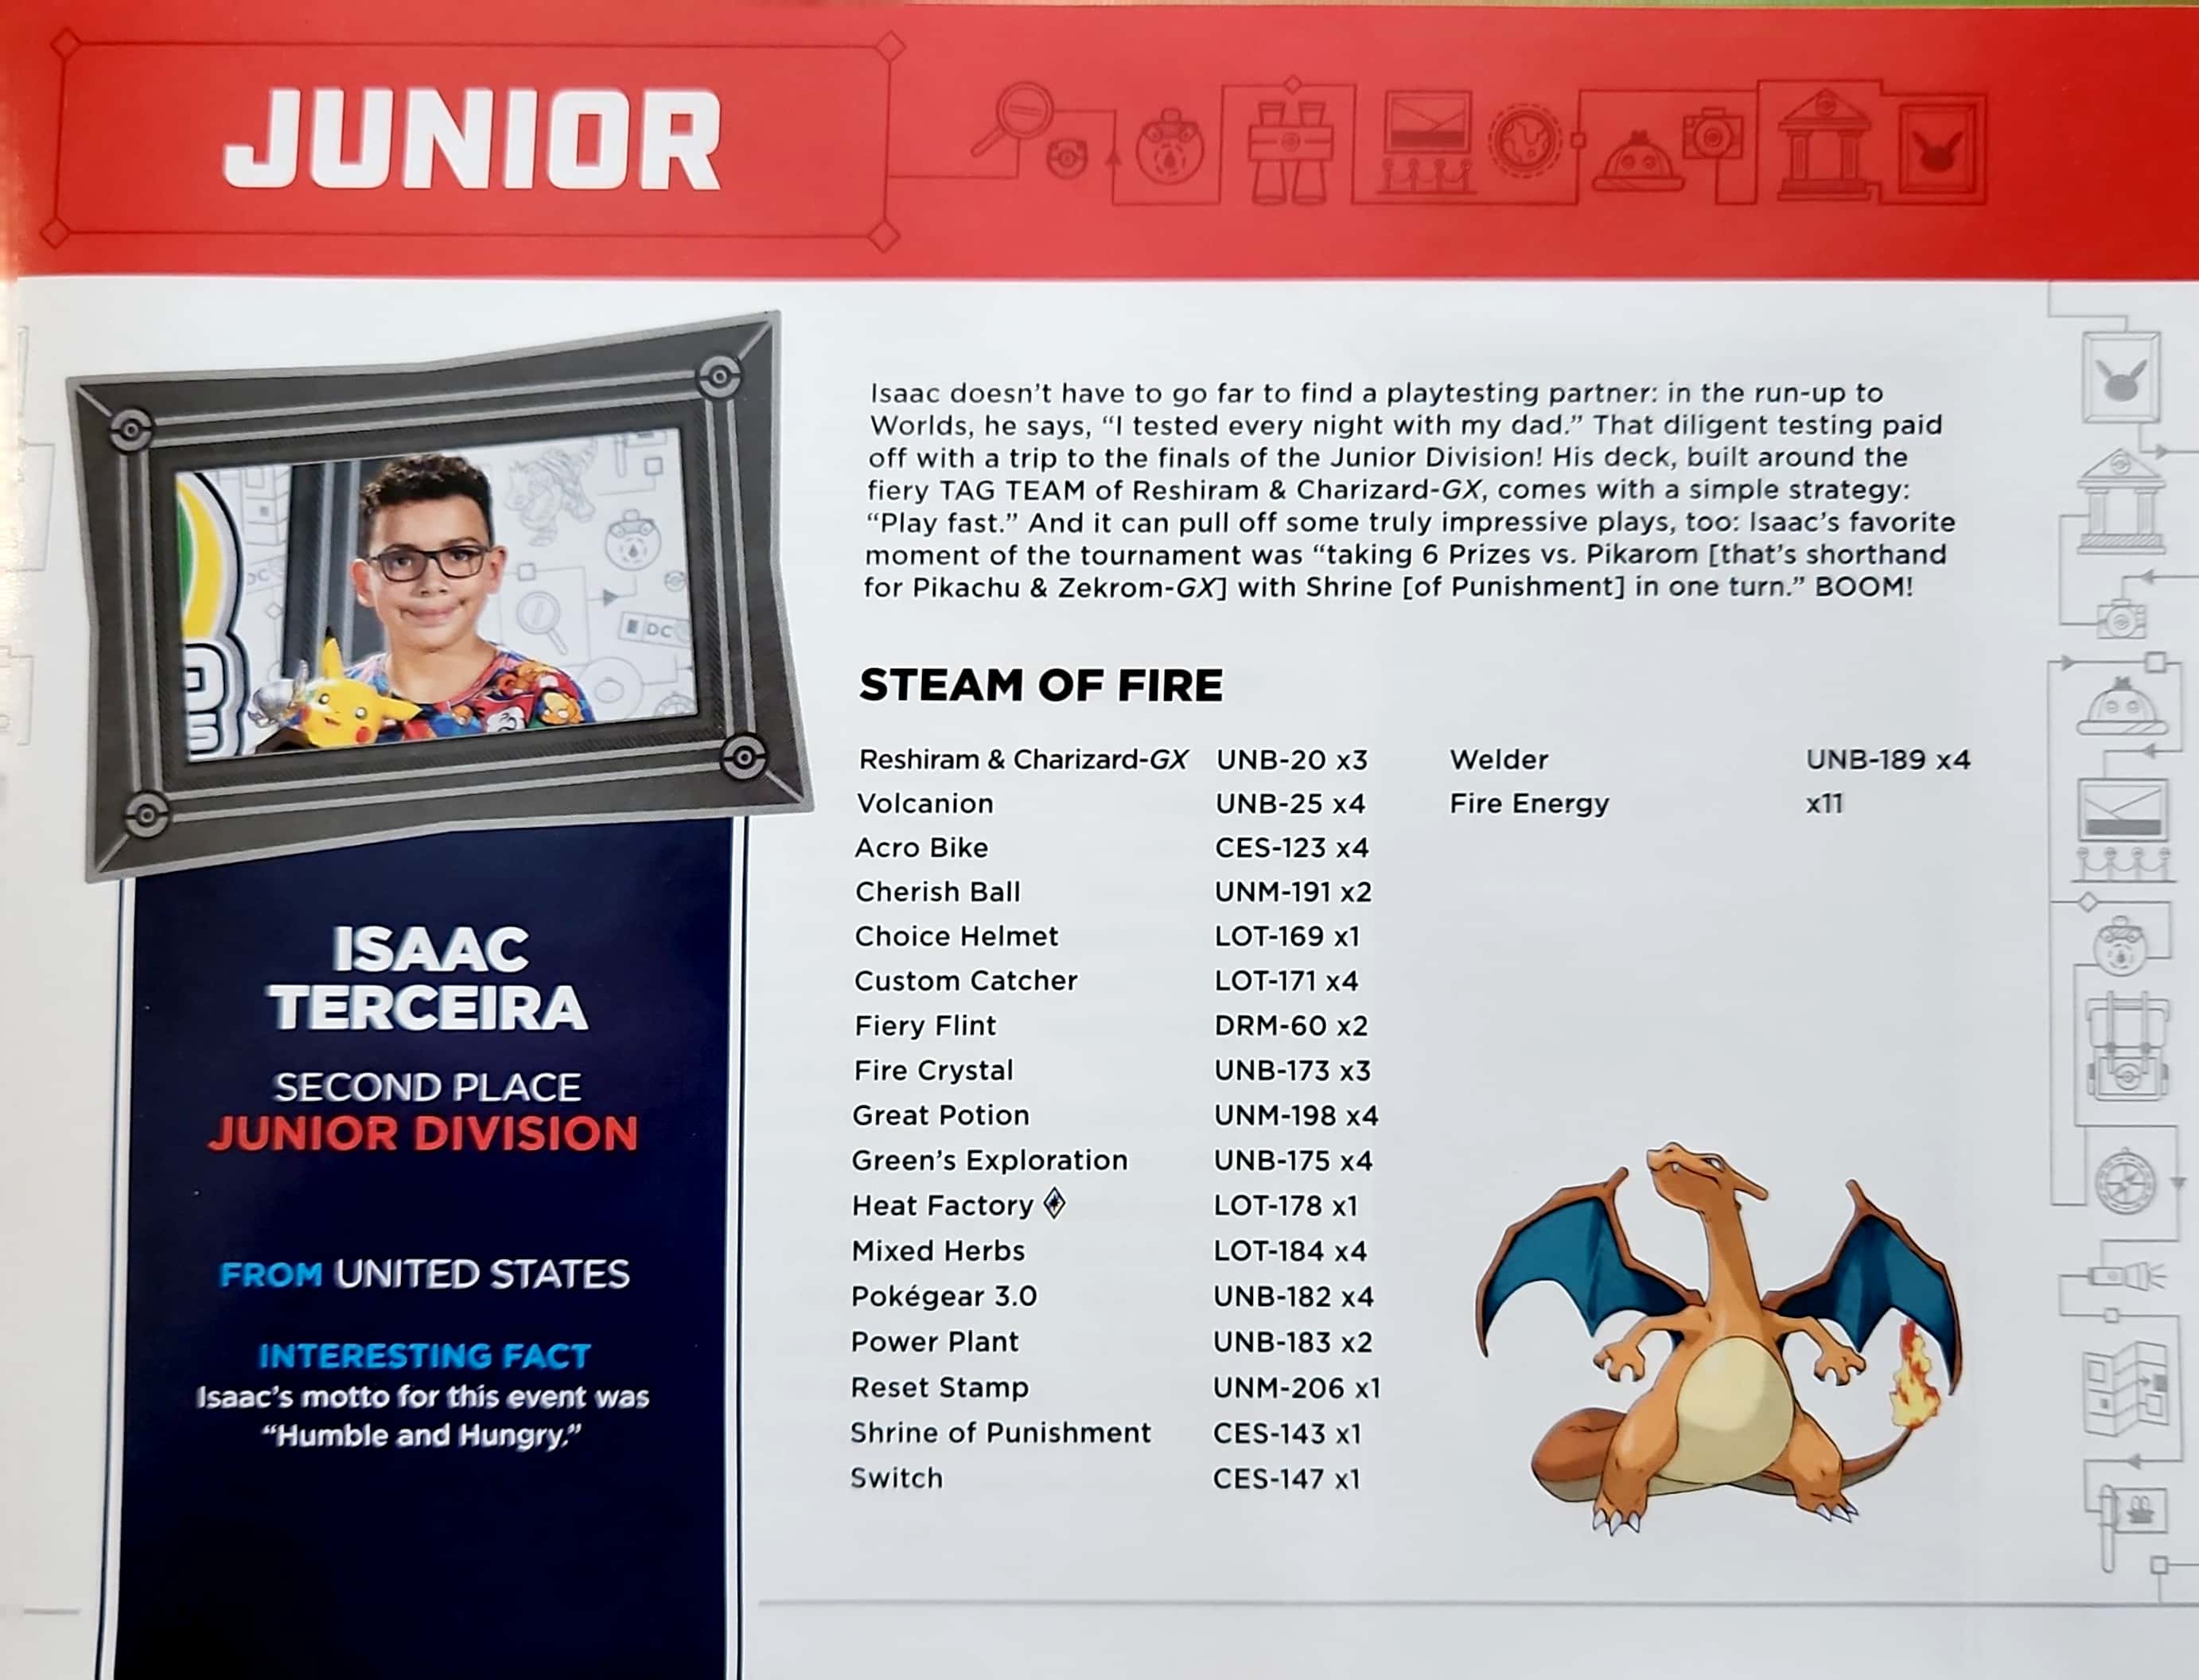 JUNIOR
Isaac doesn't have to go far to find a playtesting partner: in the run-up to
Worlds, he says, “I tested every night with my dad.” That diligent testing paid
off with a trip to the finals of the Junior Division! His deck, built around the
fiery TAG TEAM of Reshiram & Charizard-GX, comes with a simple strategy:
“Play fast.” And it can pull off some truly impressive plays, too: Isaac's favorite
moment of the tournament was “taking 6 Prizes vs. Pikarom [that's shorthand
for Pikachu & Zekrom-GX] with Shrine [of Punishment] in one turn.” BOOM!
DC
ISAAC
TERCEIRA
SECOND PLACE
JUNIOR DIVISION
FROM UNITED STATES
INTERESTING FACT
Isaac's motto for this event was
“Humble and Hungry.”
STEAM OF FIRE
Reshiram & Charizard-GX UNB-20 x3
Volcanion UNB-25 x4
Acro Bike CES-123 x4
Cherish Ball UNM-191 x2
Choice Helmet LOT-169 x1
Custom Catcher LOT-171 x4
Fiery Flint DRM-60 x2
Fire Crystal UNB-173 x3
Great Potion UNM-198 x4
Green's Exploration UNB-175 x4
Heat Factory LOT-178 x1
Mixed Herbs LOT-184 x4
Pokégear 3.0 UNB-182 x4
Power Plant UNB-183 x2
Reset Stamp UNM-206 x1
Shrine of Punishment CES-143 x1
Switch CES-147 x1
Welder UNB-189 x4
Fire Energy x11